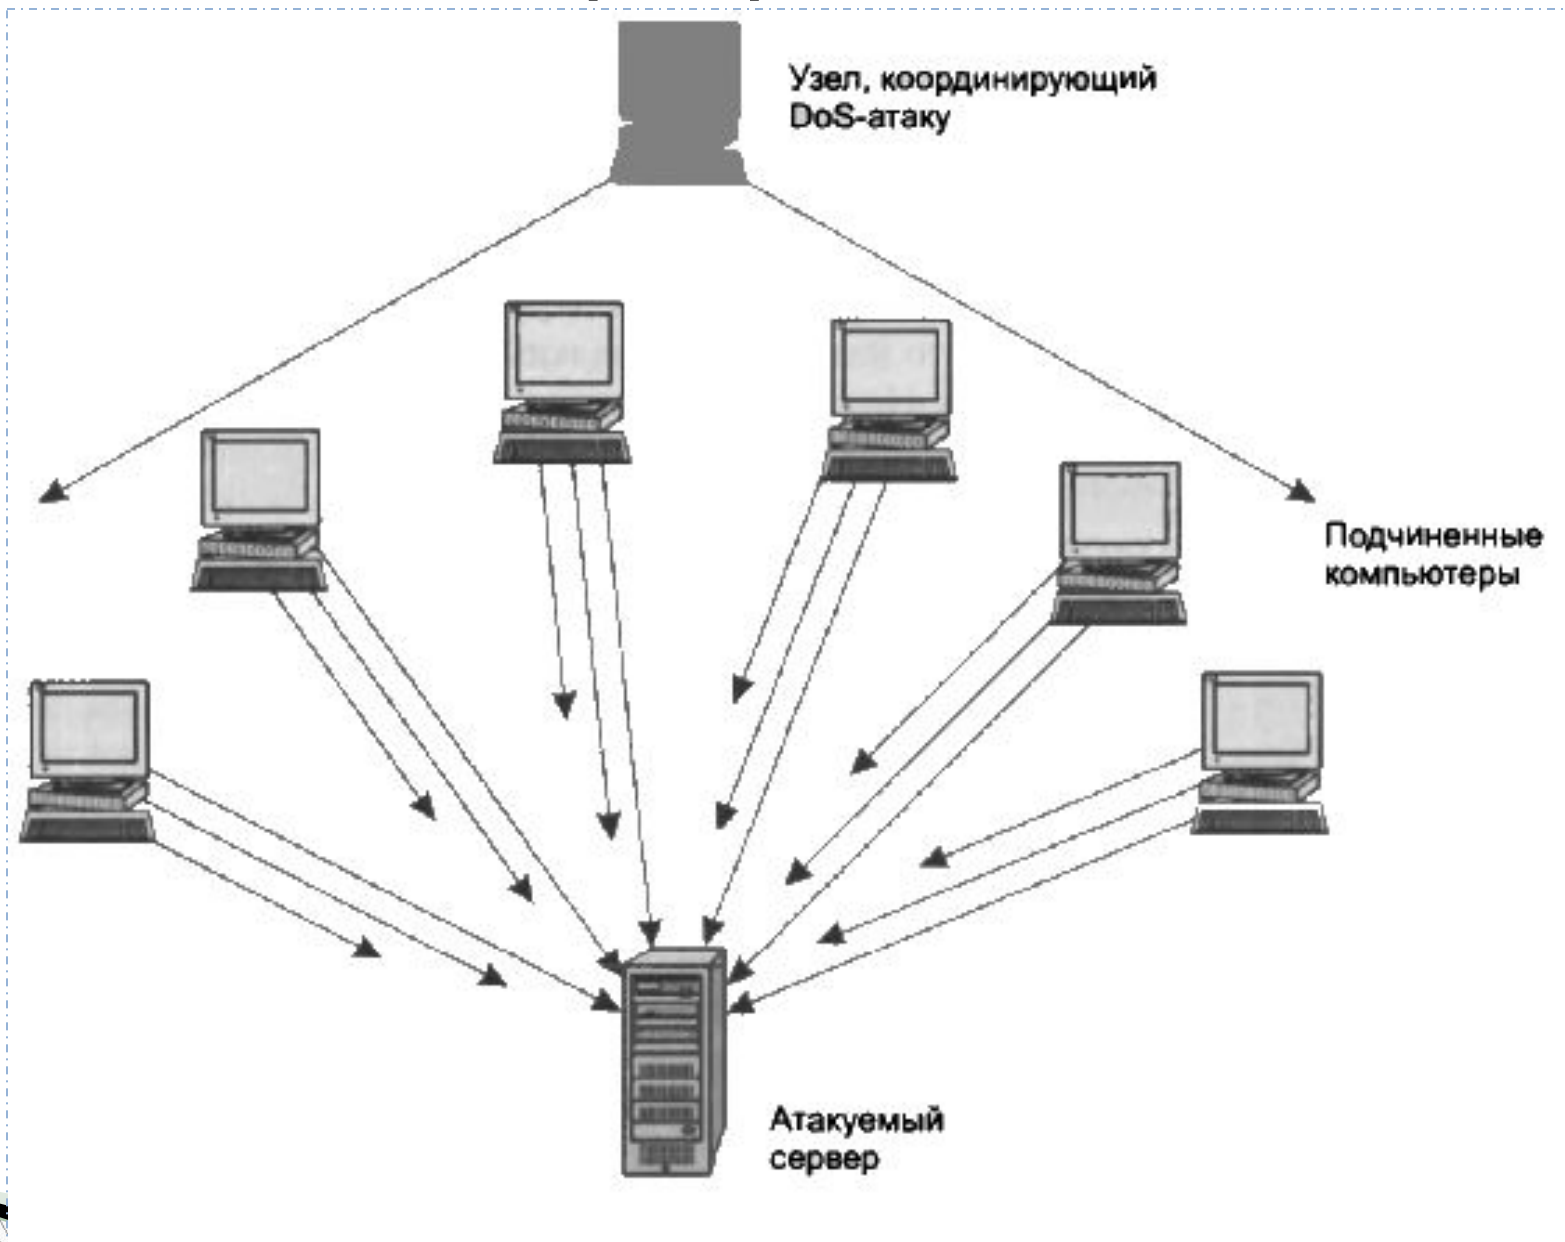 Узел, координирующий
DoS-атаку
Подчиненные
компьютеры
Атакуемый
сервер